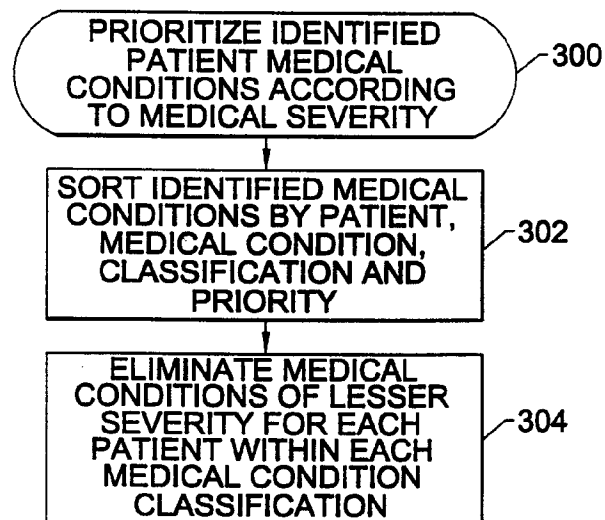 PRIORITIZE IDENTIFIED
PATIENT MEDICAL
CONDITIONS ACCORDING
TO MEDICAL SEVERITY
300
SORT IDENTIFIED MEDICAL
CONDITIONS BY PATIENT,
MEDICAL CONDITION,
CLASSIFICATION AND
PRIORITY
302
ELIMINATE MEDICAL
CONDITIONS OF LESSER
SEVERITY FOR EACH
PATIENT WITHIN EACH
MEDICAL CONDITION
CLASSIFICATION
304